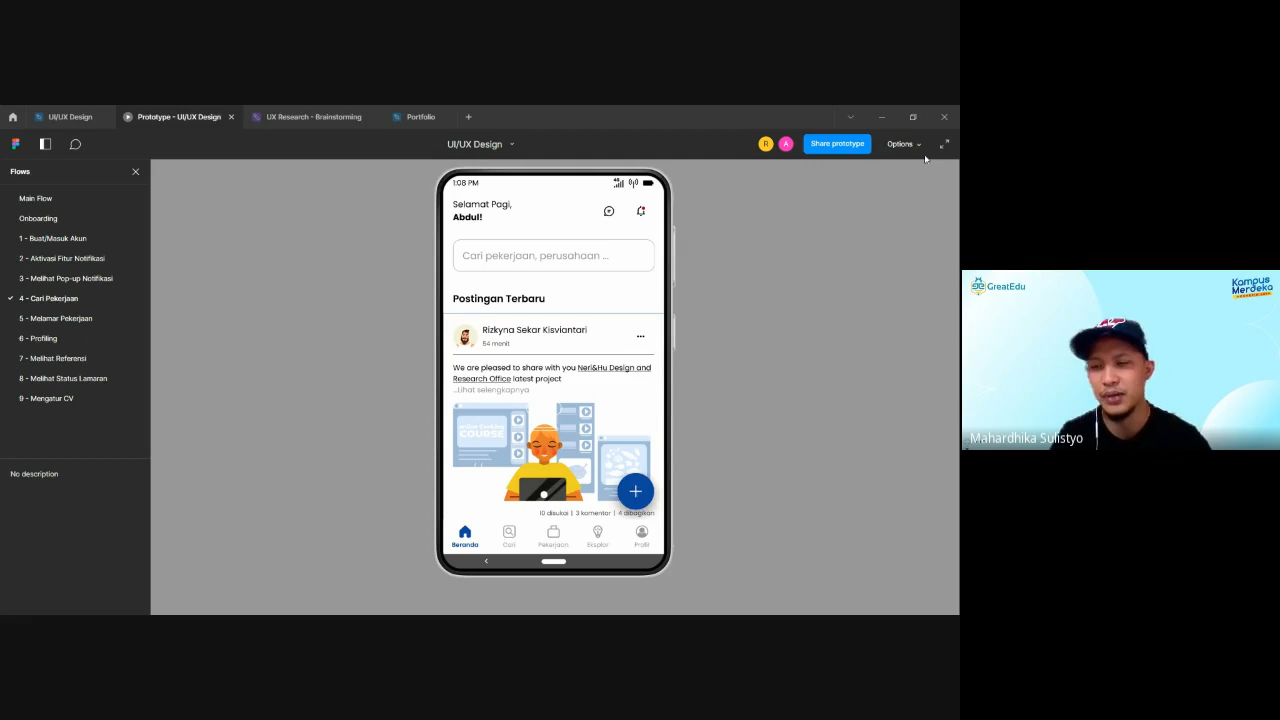 UI/UX Design
Prototype - UI/UX Design
UX Research - Brainstorming
Portfolio
UI/UX Design
R
A
Share prototype
Options
Flows
Main Flow
Onboarding
1 - Buat/Masuk Akun
2 - Aktivasi Fitur Notifikasi
3 - Melihat Pop-up Notifikasi
4 - Cari Pekerjaan
5 - Melamar Pekerjaan
6 - Profiling
7 - Melihat Referensi
8 - Melihat Status Lamaran
9 - Mengatur CV
No description
1:08 PM
4G
Selamat Pagi,
Abdul!
Cari pekerjaan, perusahaan ...
Postingan Terbaru
Rizkyna Sekar Kisviantari
54 menit
We are pleased to share with you Neri&Hu Design and
Research Office latest project
...Lihat selengkapnya
COURSE
10 disukai | 3 komentar | 4 dibagikan
Beranda
Cari
Pekerjaan
Eksplor
Profil
GreatEdu
Kampus
Merdeka
Mahardhika Sulistyo